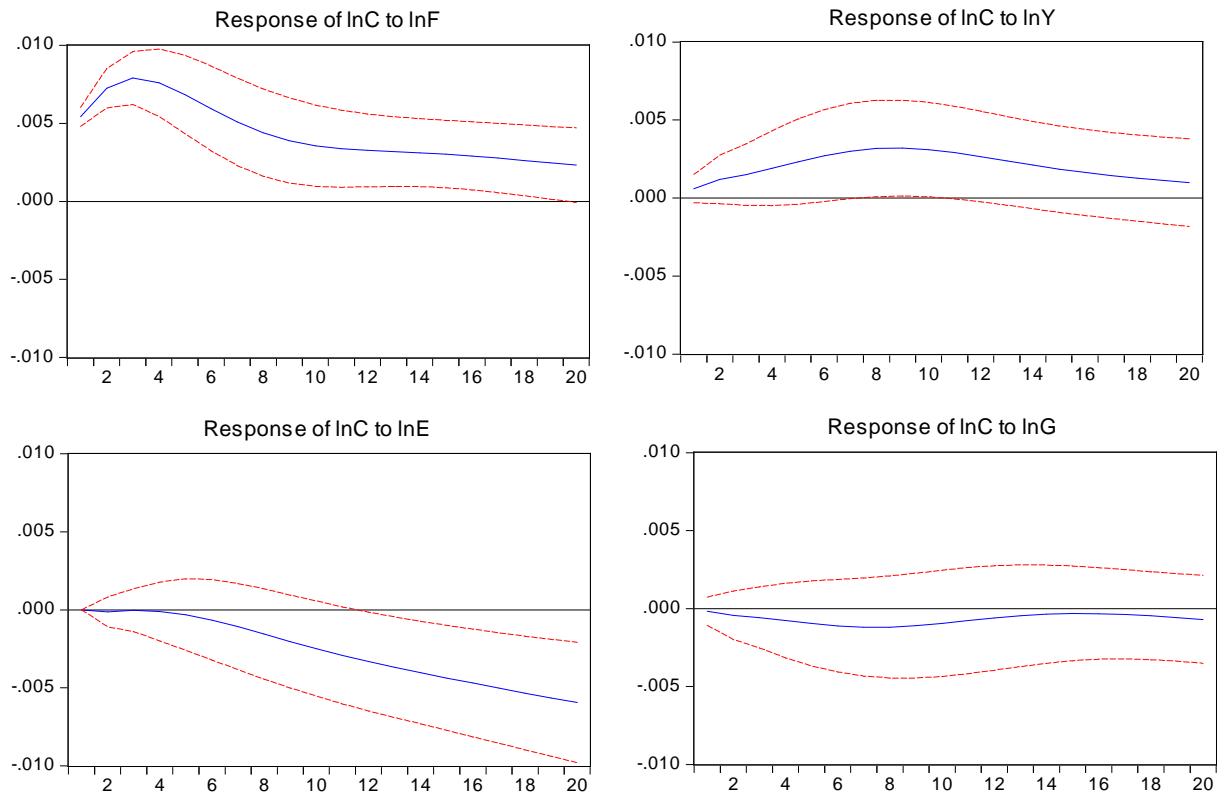 Response of lnC to lnF
.010
.005
.000
-.005
-.010
2 4 6 8 10 12 14 16 18 20
Response of lnC to lnY
.010
.005
.000
-.005
-.010
2 4 6 8 10 12 14 16 18 20
Response of lnC to lnE
.010
.005
.000
-.005
-.010
2 4 6 8 10 12 14 16 18 20
Response of lnC to lnG
.010
.005
.000
-.005
-.010
2 4 6 8 10 12 14 16 18 20